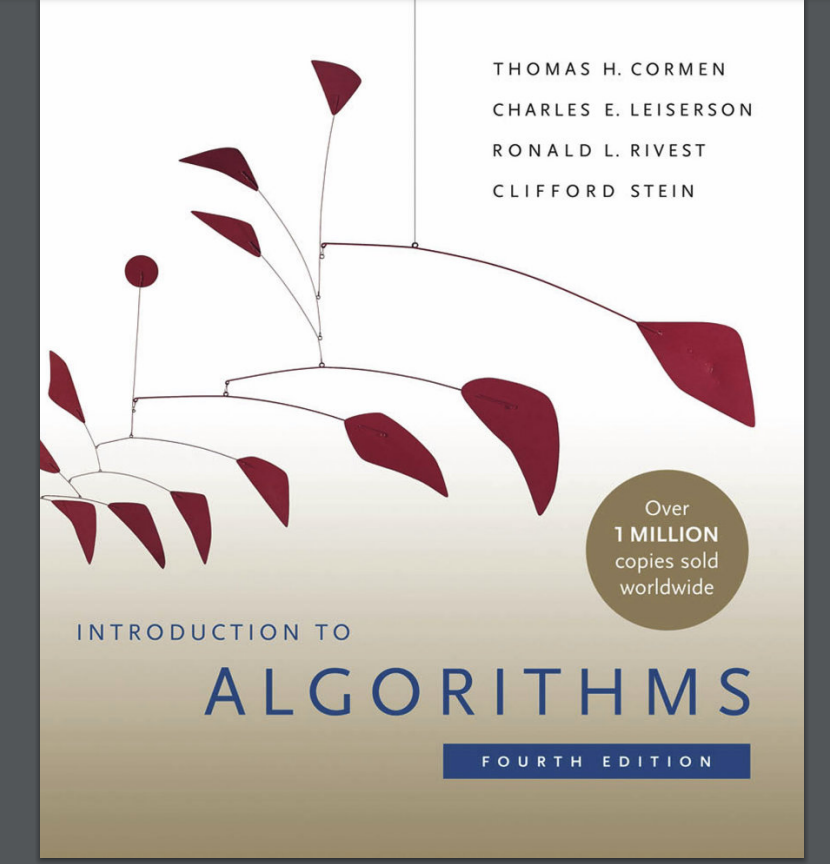 THOMAS H. CORMEN
CHARLES E. LEISERSON
RONALD L. RIVEST
CLIFFORD STEIN
Over
1 MILLION
copies sold
worldwide
INTRODUCTION TO
ALGORITHMS
FOURTH EDITION